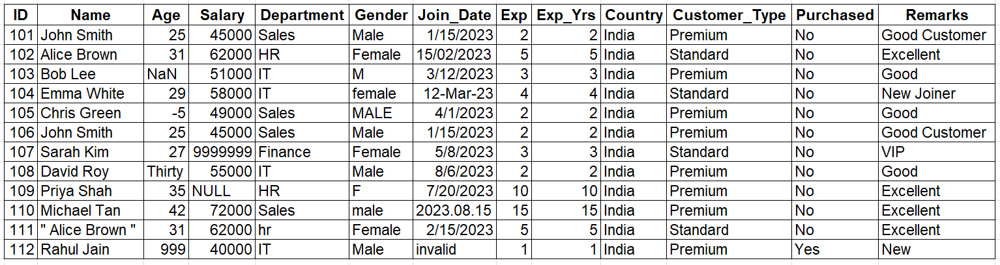 ID Name Age Salary Department Gender Join_Date Exp Exp_Yrs Country Customer_Type Purchased Remarks
101 John Smith 25 45000 Sales Male 1/15/2023 2 2 India Premium No Good Customer
102 Alice Brown 31 62000 HR Female 15/02/2023 5 5 India Standard No Excellent
103 Bob Lee NaN 51000 IT M 3/12/2023 3 3 India Premium No Good
104 Emma White 29 58000 IT female 12-Mar-23 4 4 India Standard No New Joiner
105 Chris Green -5 49000 Sales MALE 4/1/2023 2 2 India Premium No Good
106 John Smith 25 45000 Sales Male 1/15/2023 2 2 India Premium No Good Customer
107 Sarah Kim 27 9999999 Finance Female 5/8/2023 3 3 India Standard No VIP
108 David Roy Thirty 55000 IT Male 8/6/2023 2 2 India Premium No Good
109 Priya Shah 35 NULL HR F 7/20/2023 10 10 India Premium No Excellent
110 Michael Tan 42 72000 Sales male 2023.08.15 15 15 India Premium No Excellent
111 " Alice Brown " 31 62000 hr Female 2/15/2023 5 5 India Standard No Excellent
112 Rahul Jain 999 40000 IT Male invalid 1 1 India Premium Yes New